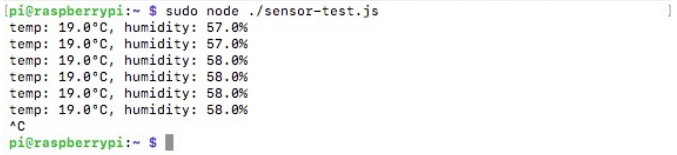 [pi@raspberrypi:~ $ sudo node ./sensor-test.js ]
temp: 19.0°C, humidity: 57.0%
temp: 19.0°C, humidity: 57.0%
temp: 19.0°C, humidity: 58.0%
temp: 19.0°C, humidity: 58.0%
temp: 19.0°C, humidity: 58.0%
temp: 19.0°C, humidity: 58.0%
^C
pi@raspberrypi:~ $